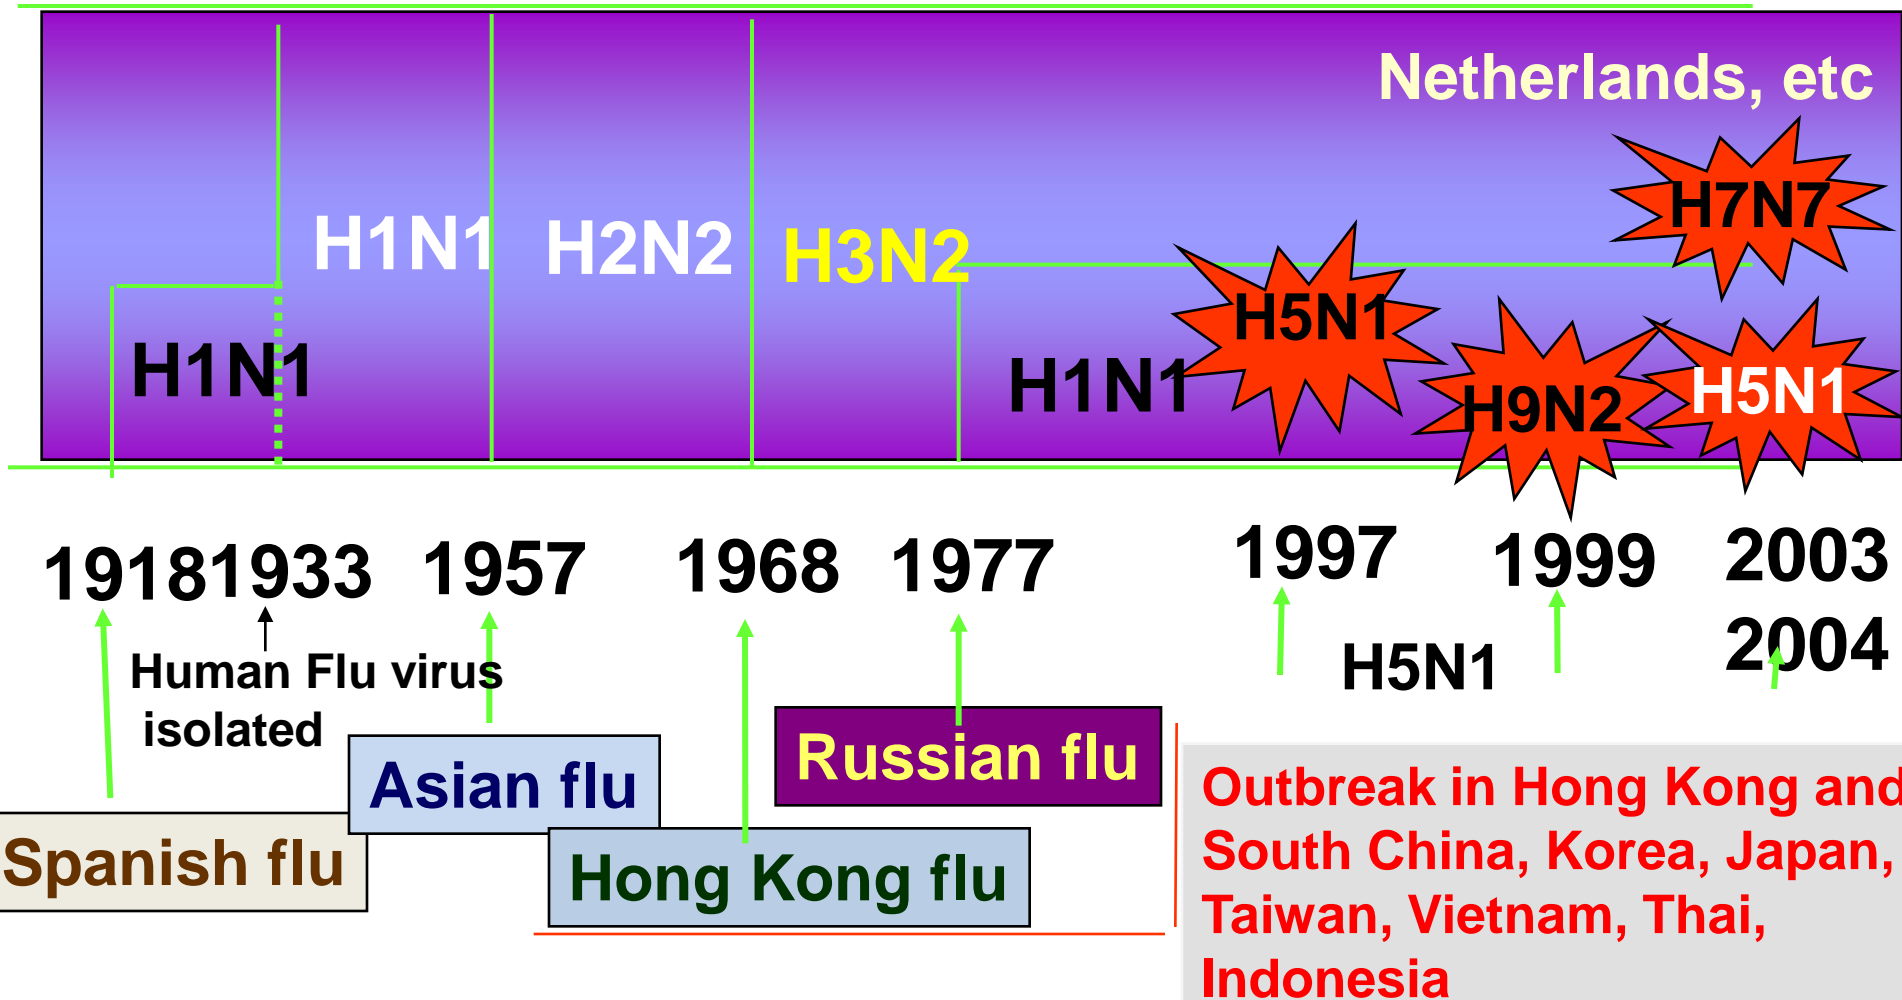 Netherlands, etc
H7N7
H1N1
H2N2
H3N2
H5N1
H1N1
H1N1
H9N2
H5N1
1918
1933
1957
1968
1977
1997
1999
2003
2004
Human Flu virus
isolated
H5N1
Spanish flu
Asian flu
Hong Kong flu
Russian flu
Outbreak in Hong Kong and
South China, Korea, Japan,
Taiwan, Vietnam, Thai,
Indonesia